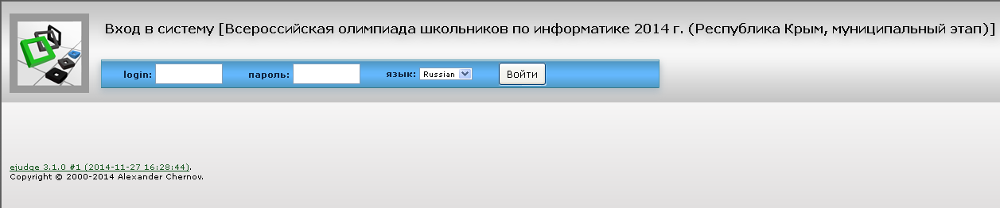 Вход в систему [Всероссийская олимпиада школьников по информатике 2014 г. (Республика Крым, муниципальный этап)]
login: пароль: язык: Russian Войти
ejudge 3.1.0 #1 (2014-11-27 16:28:44).
Copyright © 2000-2014 Alexander Chernov.